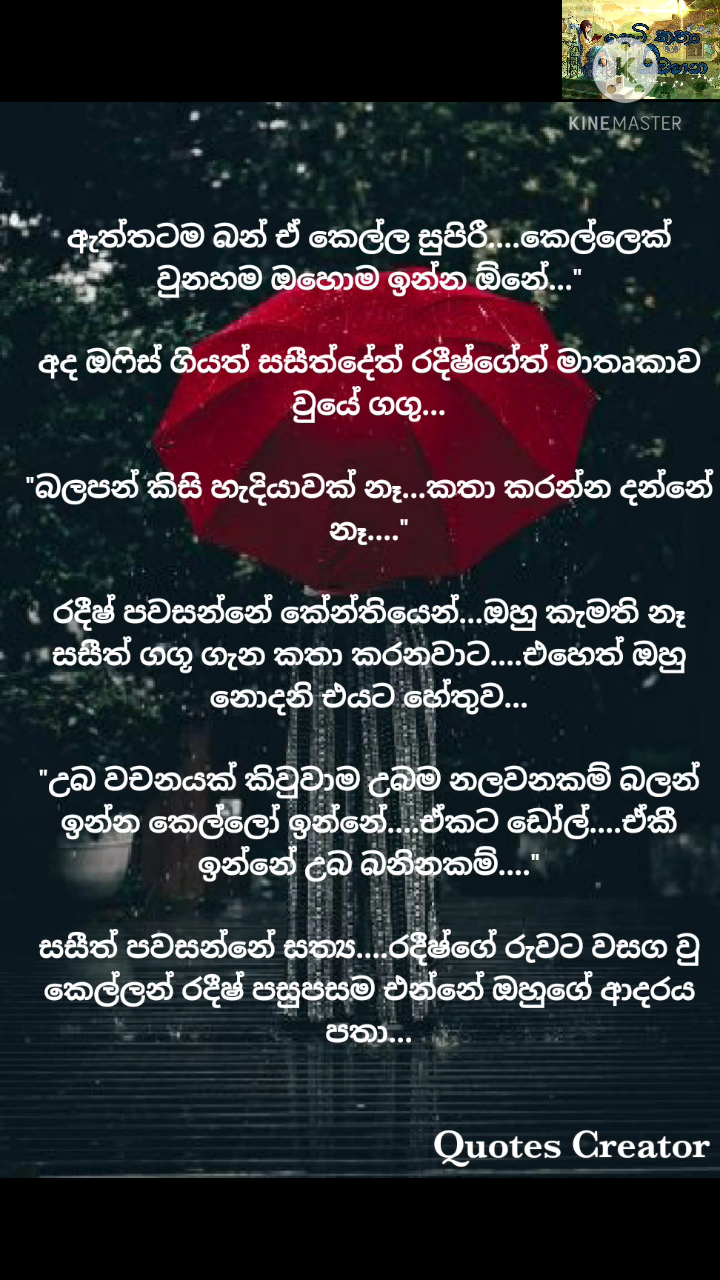 K
KINEMASTER
ඇත්තටම බන් ඒ කෙල්ල සුපිරී....කෙල්ලෙක්
වුනහම ඔහොම ඉන්න ඕනේ..."
අද ඔෆිස් ගියත් සසීත්දේත් රදීෂ්ගේත් මාතෘකාව
වුයේ ගගු...
"බලපන් කිසි හැදියාවක් නෑ...කතා කරන්න දන්නේ
නෑ...."
රදීෂ් පවසන්නේ කේන්තියෙන්...ඔහු කැමති නෑ
සසීත් ගගූ ගැන කතා කරනවාට....එහෙත් ඔහු
නොදනි එයට හේතුව...
"උබ වචනයක් කිවුවාම උබම නලවනකම් බලන්
ඉන්න කෙල්ලෝ ඉන්නේ....ඒකට ඩෝල්....ඒකී
ඉන්නේ උබ බනිනකම්...."
සසීත් පවසන්නේ සත්‍ය....රදීෂ්ගේ රුවට වසග වු
කෙල්ලන් රදීෂ් පසුපසම එන්නේ ඔහුගේ ආදරය
පතා...
Quotes Creator